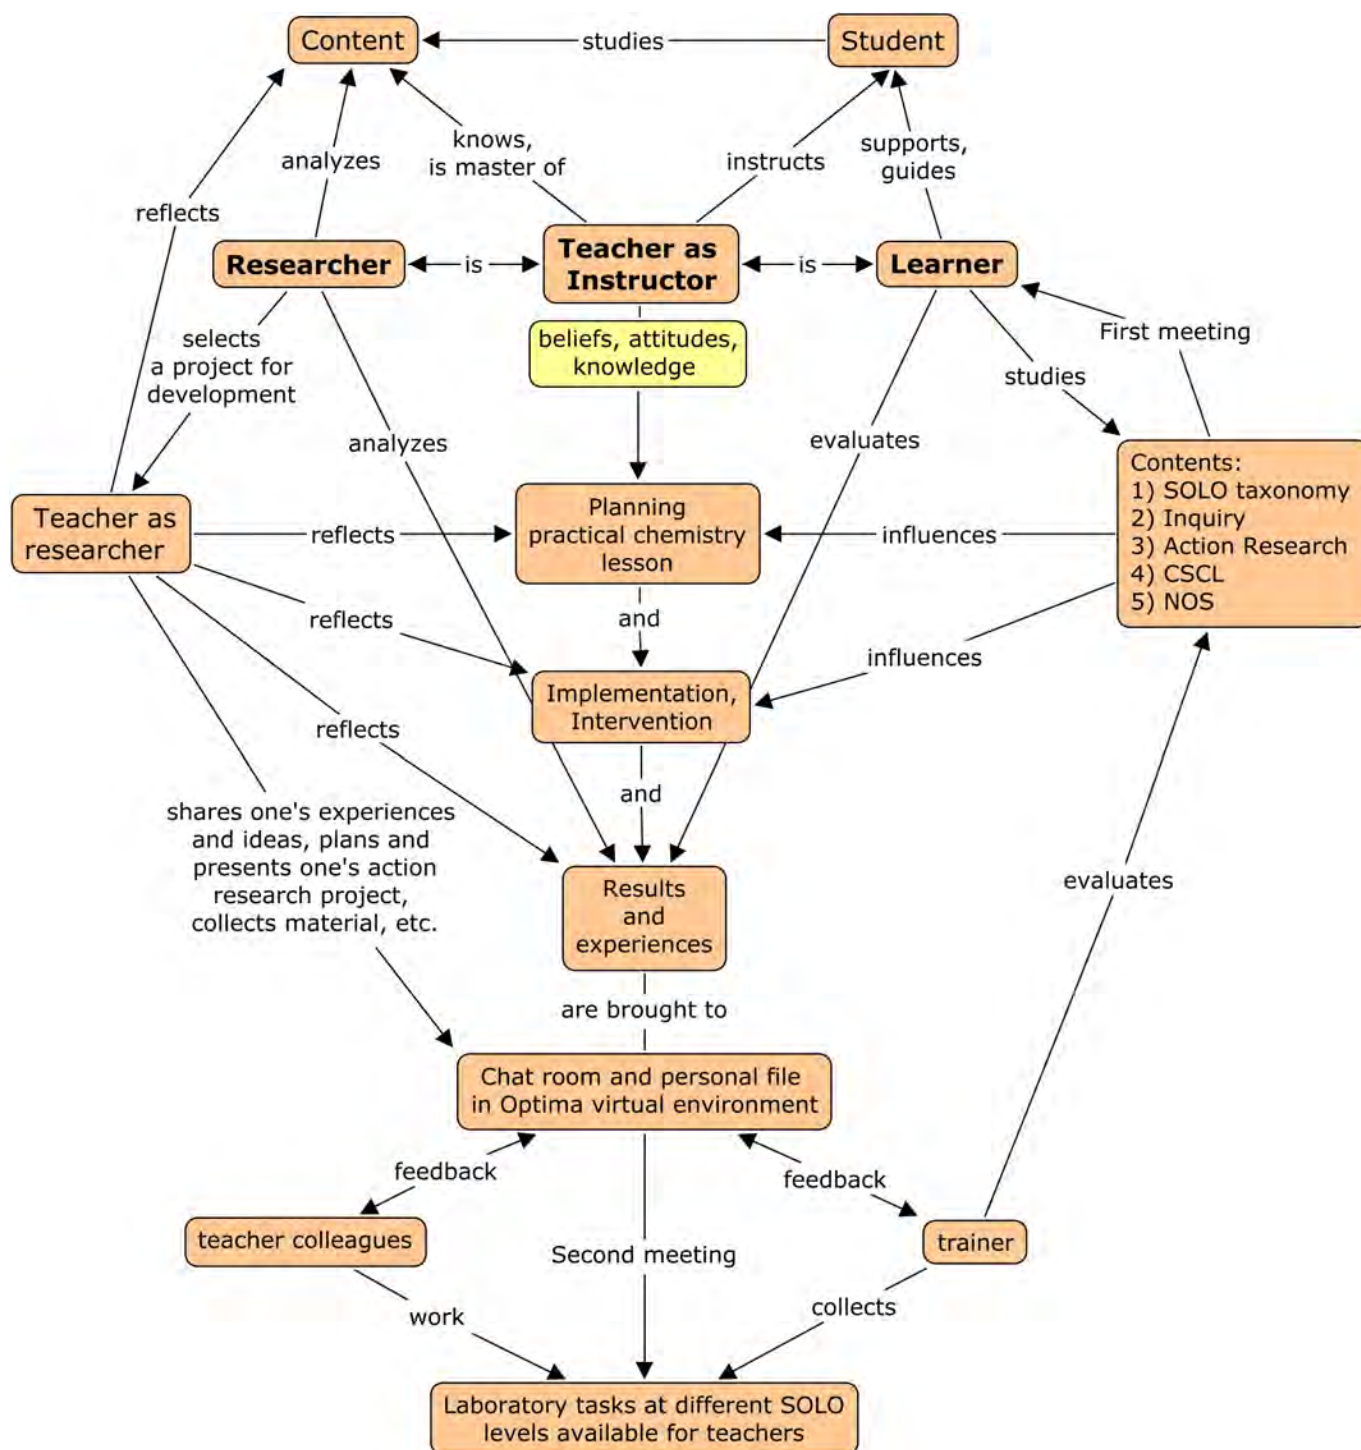 Content
studies
Student
knows,
is master of
supports,
guides
analyzes
instructs
reflects
Researcher
is
Teacher as
Instructor
is
Learner
beliefs, attitudes,
knowledge
First meeting
selects
a project for
development
studies
analyzes
evaluates
Contents:
1) SOLO taxonomy
2) Inquiry
3) Action Research
4) CSCL
5) NOS
Teacher as
researcher
reflects
Planning
practical chemistry
lesson
influences
reflects
and
influences
Implementation,
Intervention
reflects
and
shares one's experiences
and ideas, plans and
presents one's action
research project,
collects material, etc.
Results
and
experiences
evaluates
are brought to
Chat room and personal file
in Optima virtual environment
feedback
feedback
teacher colleagues
Second meeting
trainer
work
collects
Laboratory tasks at different SOLO
levels available for teachers